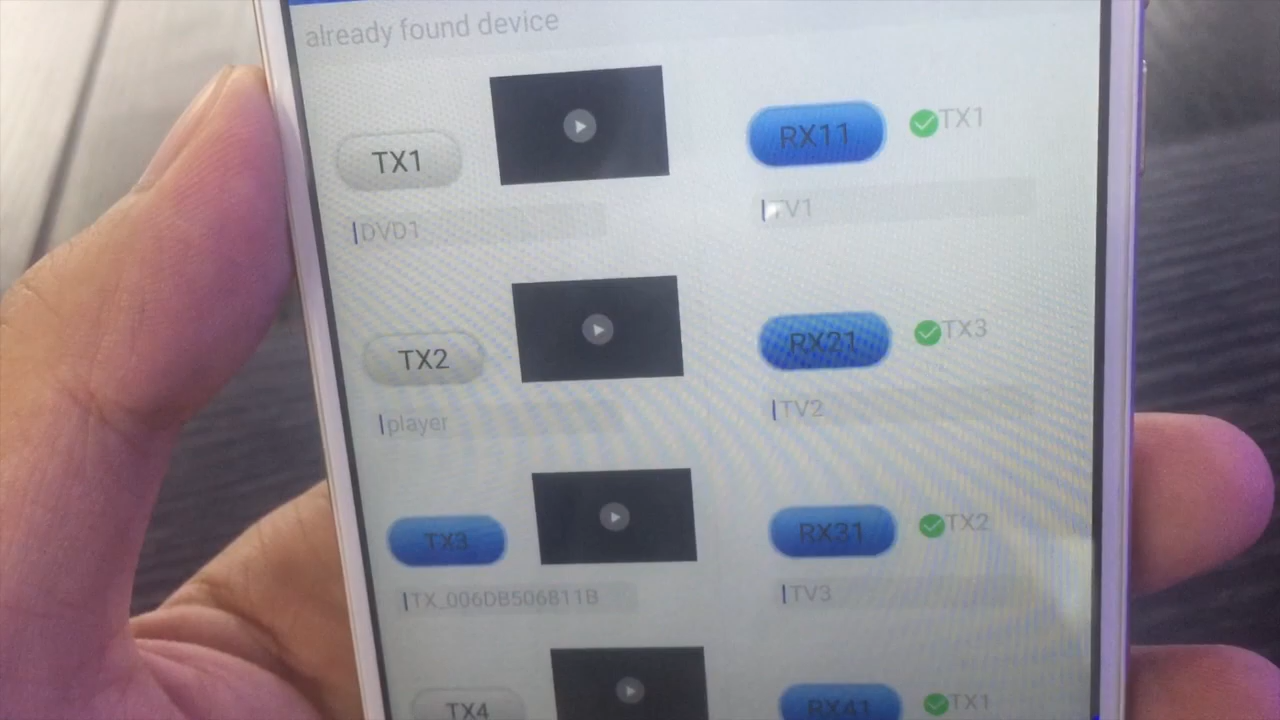 already found device
TX1 RX11 TX1
DVD1 TV1
TX2 RX21 TX3
player TV2
TX3 RX31 TX2
TX_006DB506811B TV3
TX4 RX41 TX1